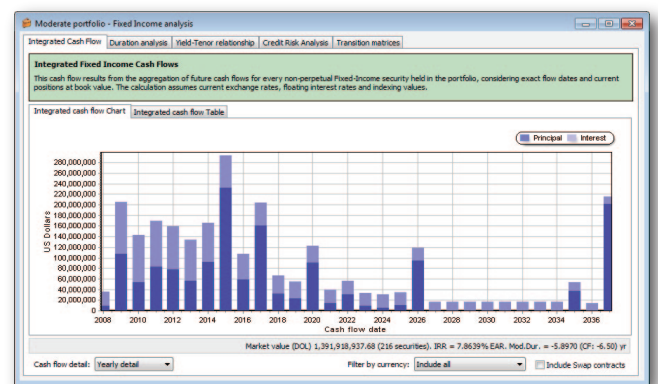 Moderate portfolio - Fixed Income analysis
Integrated Cash Flow Duration analysis Yield-Tenor relationship Credit Risk Analysis Transition matrices
Integrated Fixed Income Cash Flows
This cash flow results from the aggregation of future cash flows for every non-perpetual Fixed-Income security held in the portfolio, considering exact flow dates and current
positions at book value. The calculation assumes current exchange rates, floating interest rates and indexing values.
Integrated cash flow Chart Integrated cash flow Table
Principal Interest
280,000,000
260,000,000
240,000,000
220,000,000
200,000,000
180,000,000
160,000,000
140,000,000
120,000,000
100,000,000
80,000,000
60,000,000
40,000,000
20,000,000
0
US Dollars
2008 2010 2012 2014 2016 2018 2020 2022 2024 2026 2028 2030 2032 2034 2036
Cash flow date
Market value (DOL) 1,391,918,937.68 (216 securities). IRR = 7.8639% EAR. Mod.Dur. = -5.8970 (CF: -6.50) yr
Cash flow detail: Yearly detail Filter by currency: Include all Include Swap contracts